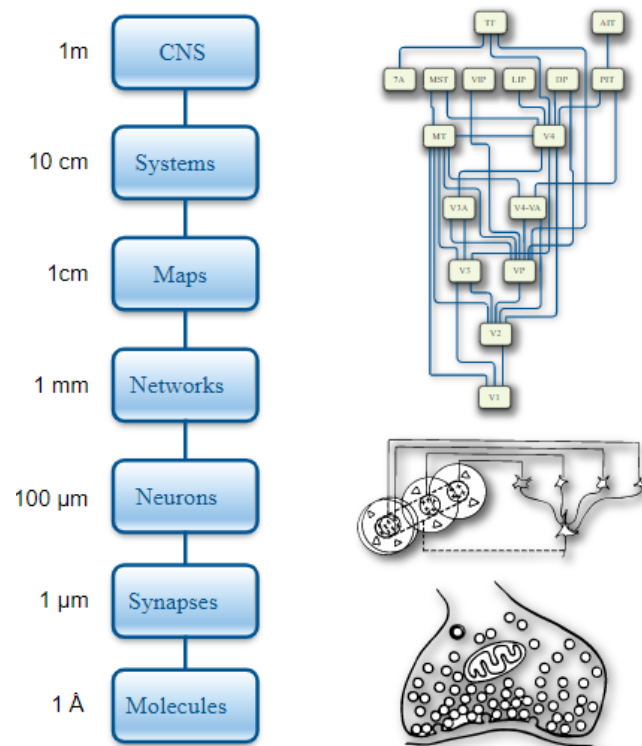 1m
CNS
10 cm
Systems
1cm
Maps
1 mm
Networks
100 μm
Neurons
1 μm
Synapses
1 Å
Molecules
TF
AIT
7A
MST
VIP
LIP
DP
PIT
MT
V4
V3A
V4-VA
V3
VP
V2
V1